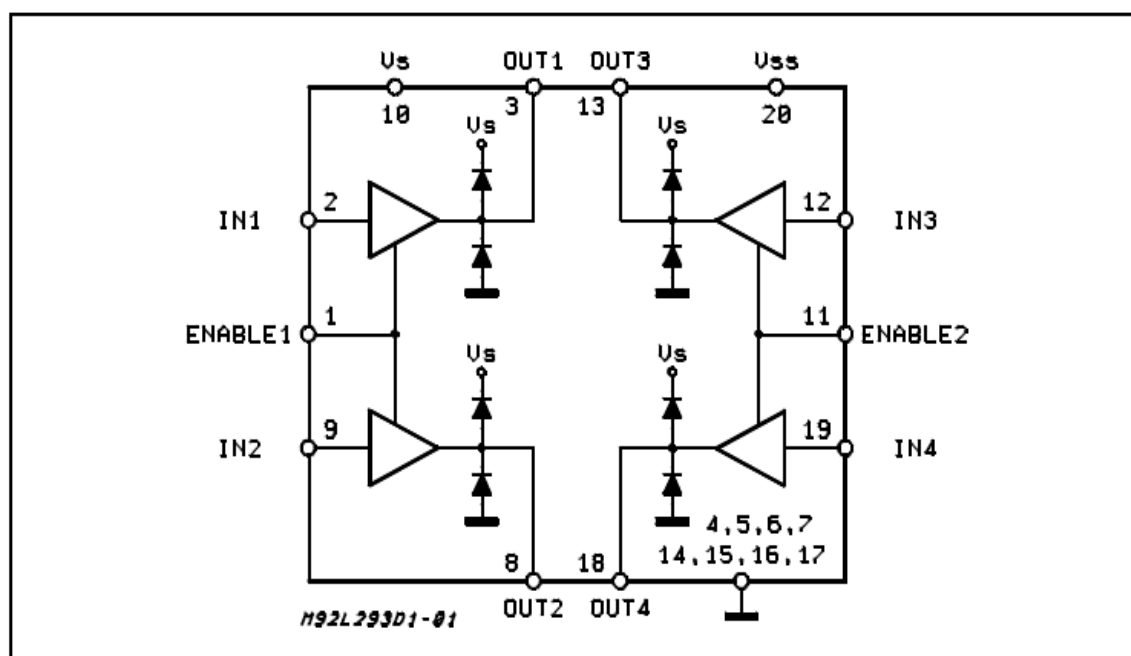 Vs OUT1 OUT3 Vss
10 3 13 20
Vs Vs
IN1 2 12 IN3
ENABLE1 1 11 ENABLE2
Vs Vs
IN2 9 19 IN4
4,5,6,7
8 18 14,15,16,17
OUT2 OUT4
M92L293D1-01